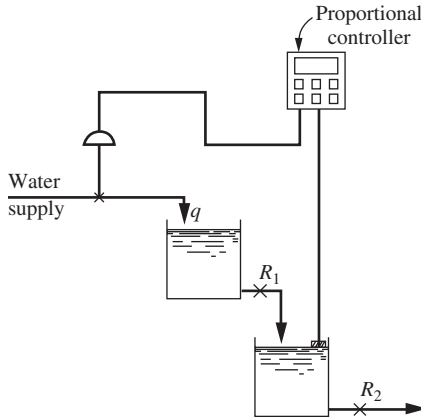 Proportional
controller
Water
supply
q
R1
R2